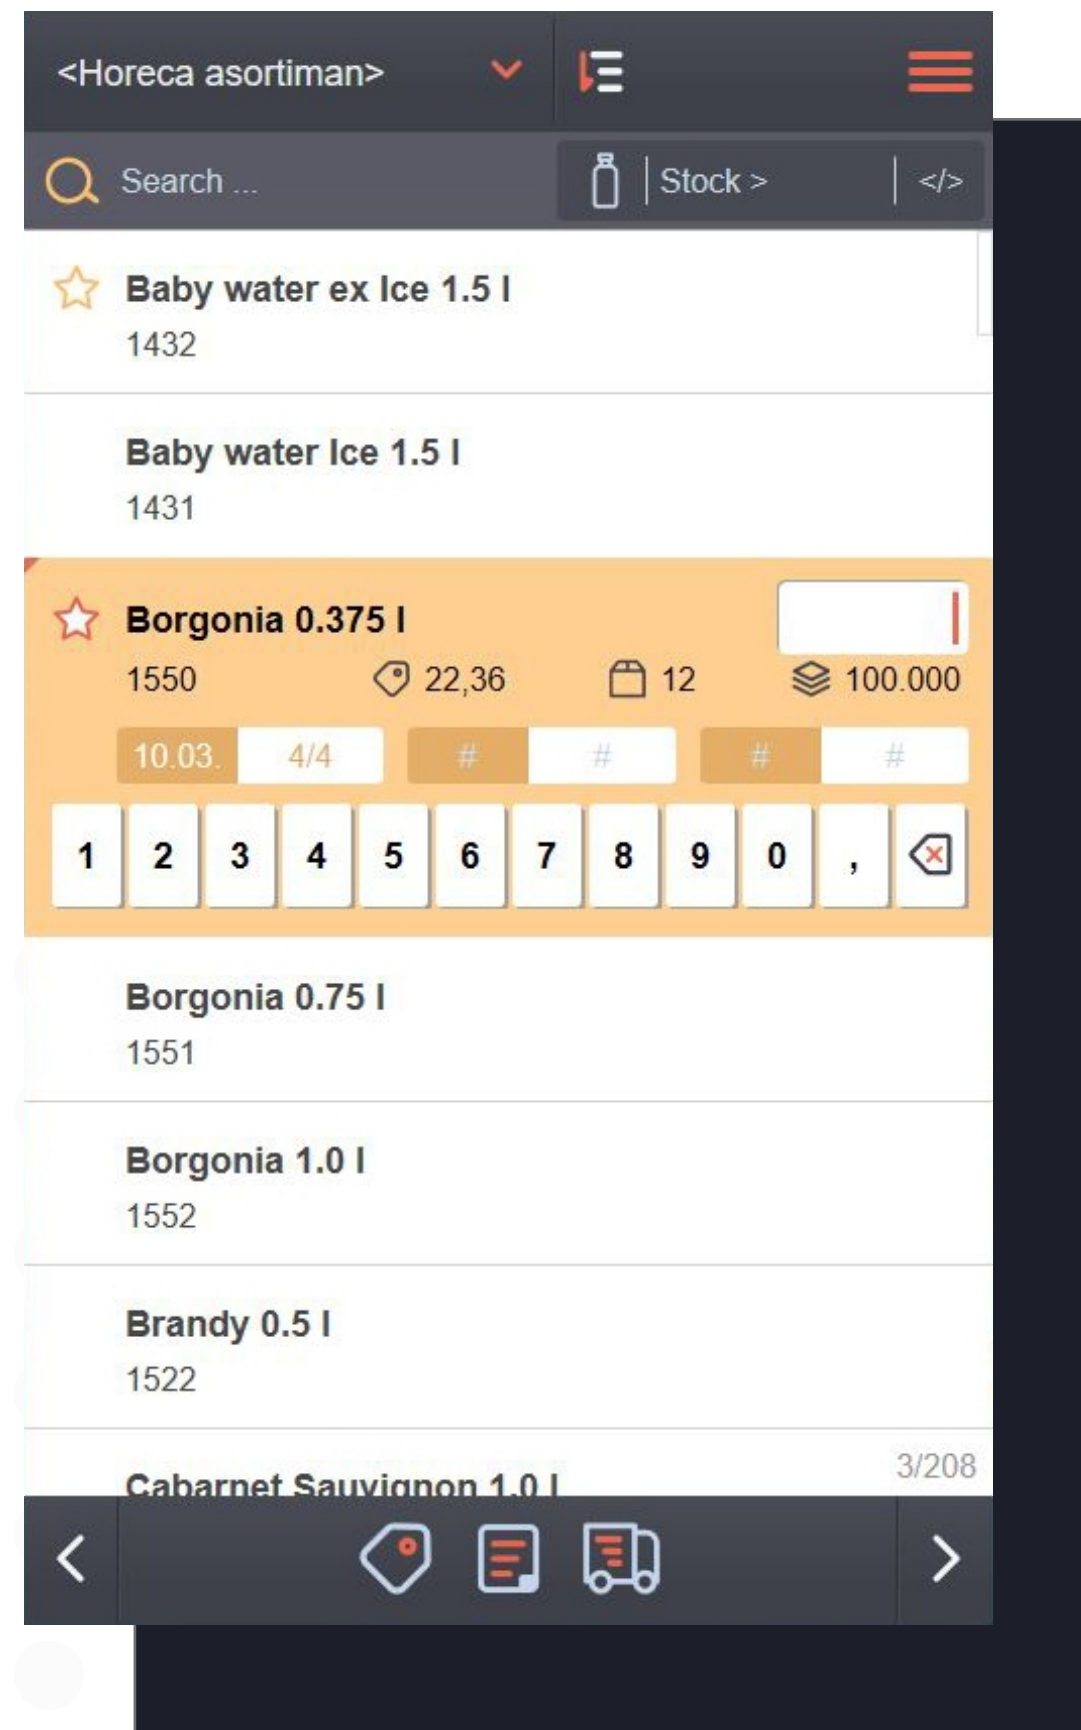 <Horeca asortiman>
Search ...
Stock >
</>
Baby water ex Ice 1.5 l
1432
Baby water Ice 1.5 l
1431
Borgonia 0.375 l
1550 22,36 12 100.000
10.03. 4/4 # # # #
1 2 3 4 5 6 7 8 9 0 ,
Borgonia 0.75 l
1551
Borgonia 1.0 l
1552
Brandy 0.5 l
1522
3/208
Cabarnet Sauvignon 1.0 l